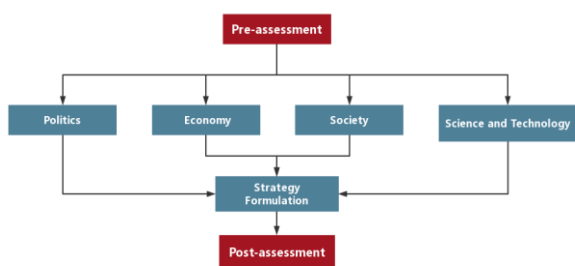 Pre-assessment
Politics
Economy
Society
Science and Technology
Strategy
Formulation
Post-assessment